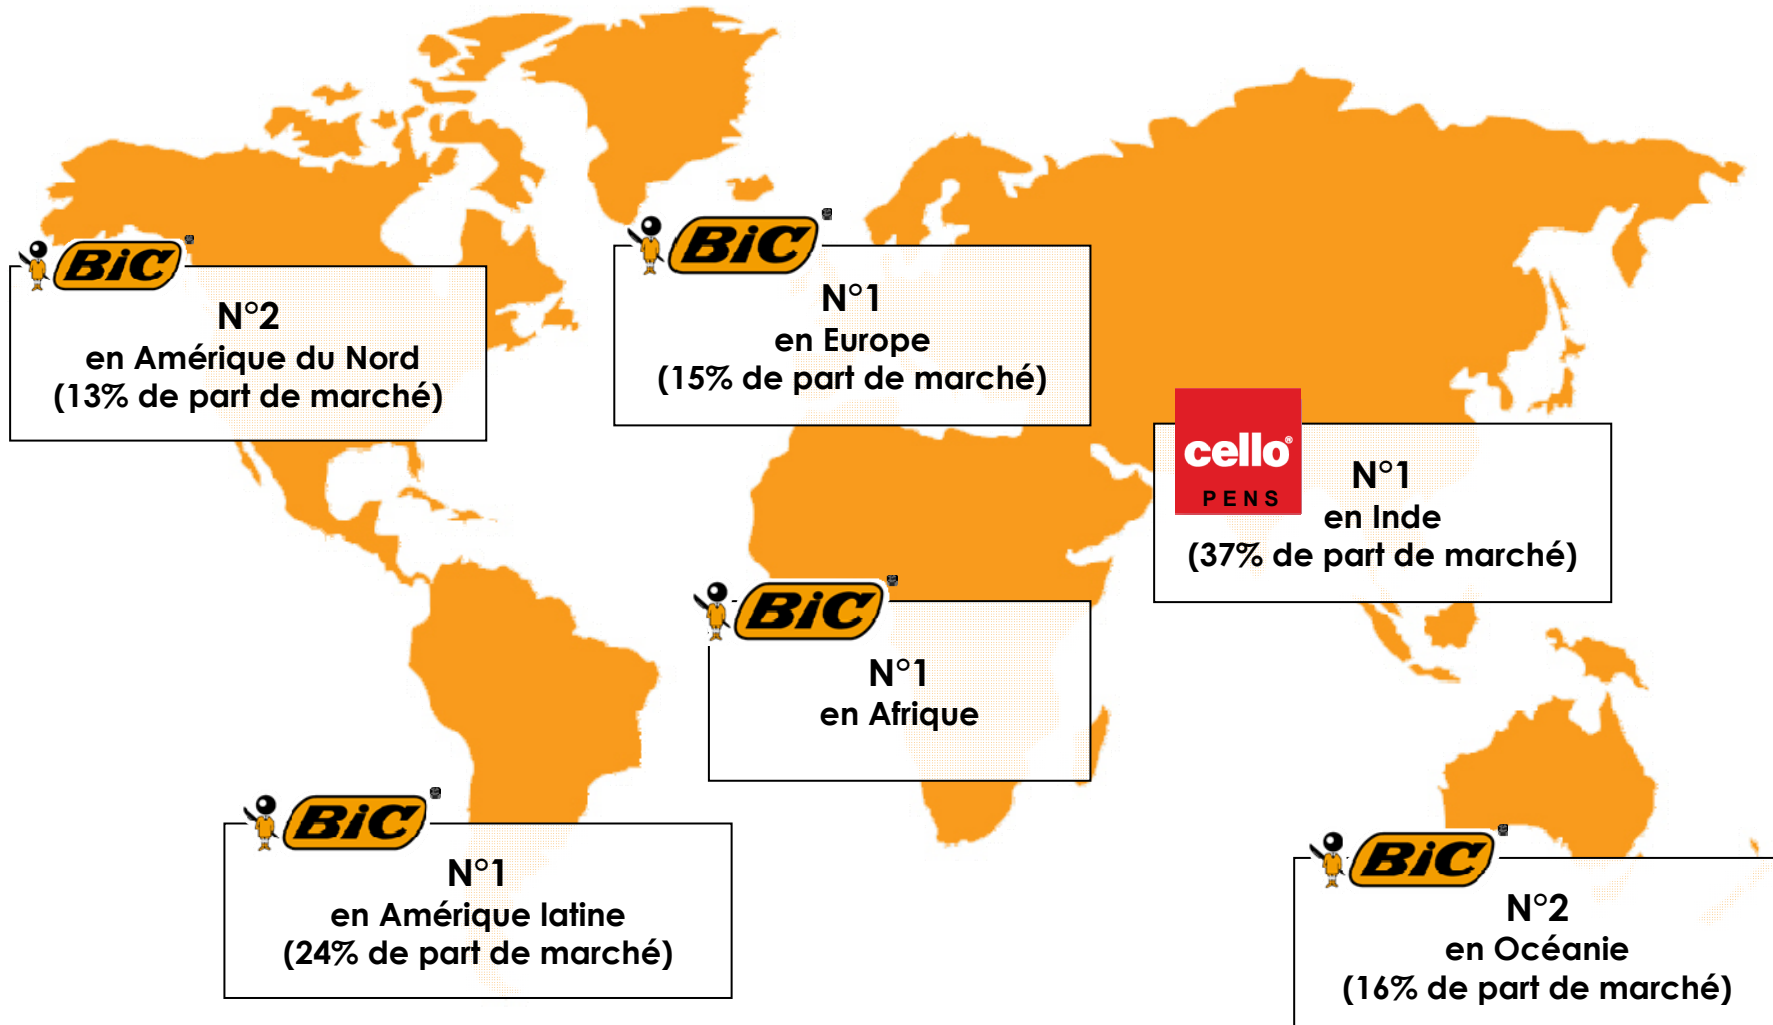 BiC
N°2
en Amérique du Nord
(13% de part de marché)
BiC
N°1
en Europe
(15% de part de marché)
cello®
PENS
N°1
en Inde
(37% de part de marché)
BiC
N°1
en Afrique
BiC
N°1
en Amérique latine
(24% de part de marché)
BiC
N°2
en Océanie
(16% de part de marché)